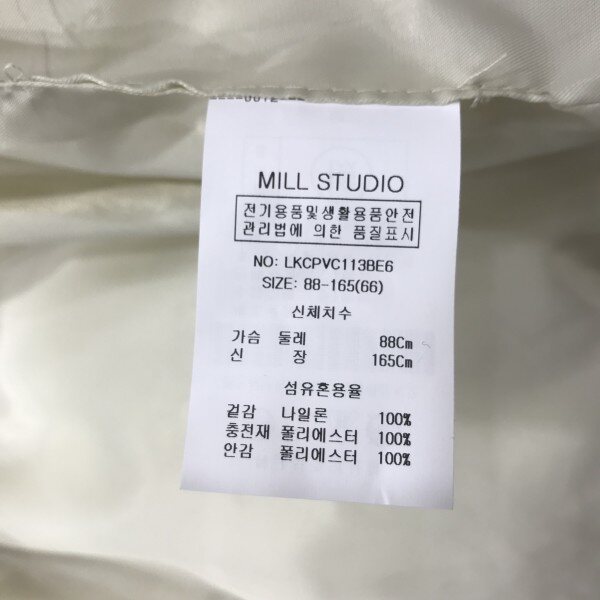 MILL STUDIO
전기용품및생활용품안전
관리법에 의한 품질표시
NO: LKCPVC113BE6
SIZE: 88-165(66)
신체치수
가슴 둘레 88Cm
신 장 165Cm
섬유혼용율
겉감 나일론 100%
충전재 폴리에스터 100%
안감 폴리에스터 100%